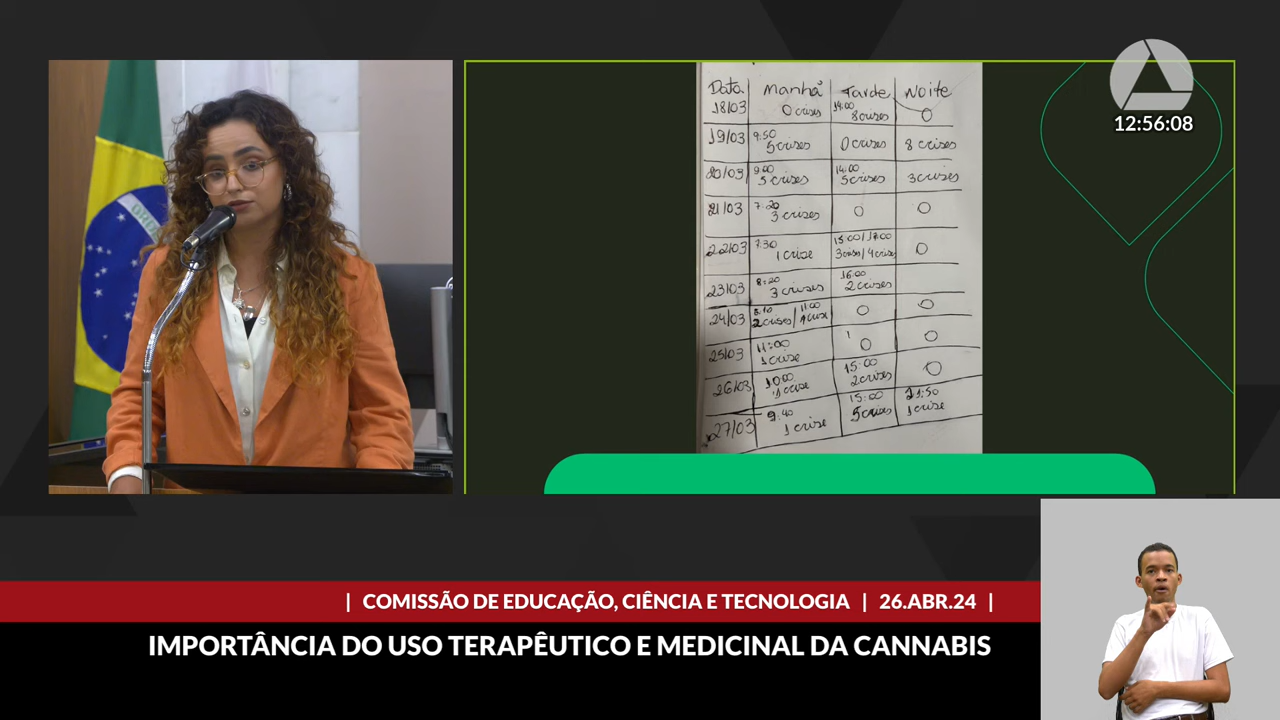 12:56:08
Data Manhã Tarde Noite
18/03 0 crises 14:00 8 crises 0
19/03 9:50 5 crises 0 crises 8 crises
20/03 9:00 5 crises 14:00 5 crises 3 crises
21/03 7:20 3 crises 0 0
22/03 7:30 1 crise 15:00/17:00 3 crises/4 crises 0
23/03 8:20 3 crises 16:00 2 crises
24/03 2 crises/ 11:00 1 crise 0 0
25/03 11:00 1 crise 0 0
26/03 10:00 1 crise 15:00 2 crises 0
27/03 9:40 1 crise 15:00 5 crises 21:50 1 crise
ORD
| COMISSÃO DE EDUCAÇÃO, CIÊNCIA E TECNOLOGIA | 26.ABR.24 |
IMPORTÂNCIA DO USO TERAPÊUTICO E MEDICINAL DA CANNABIS